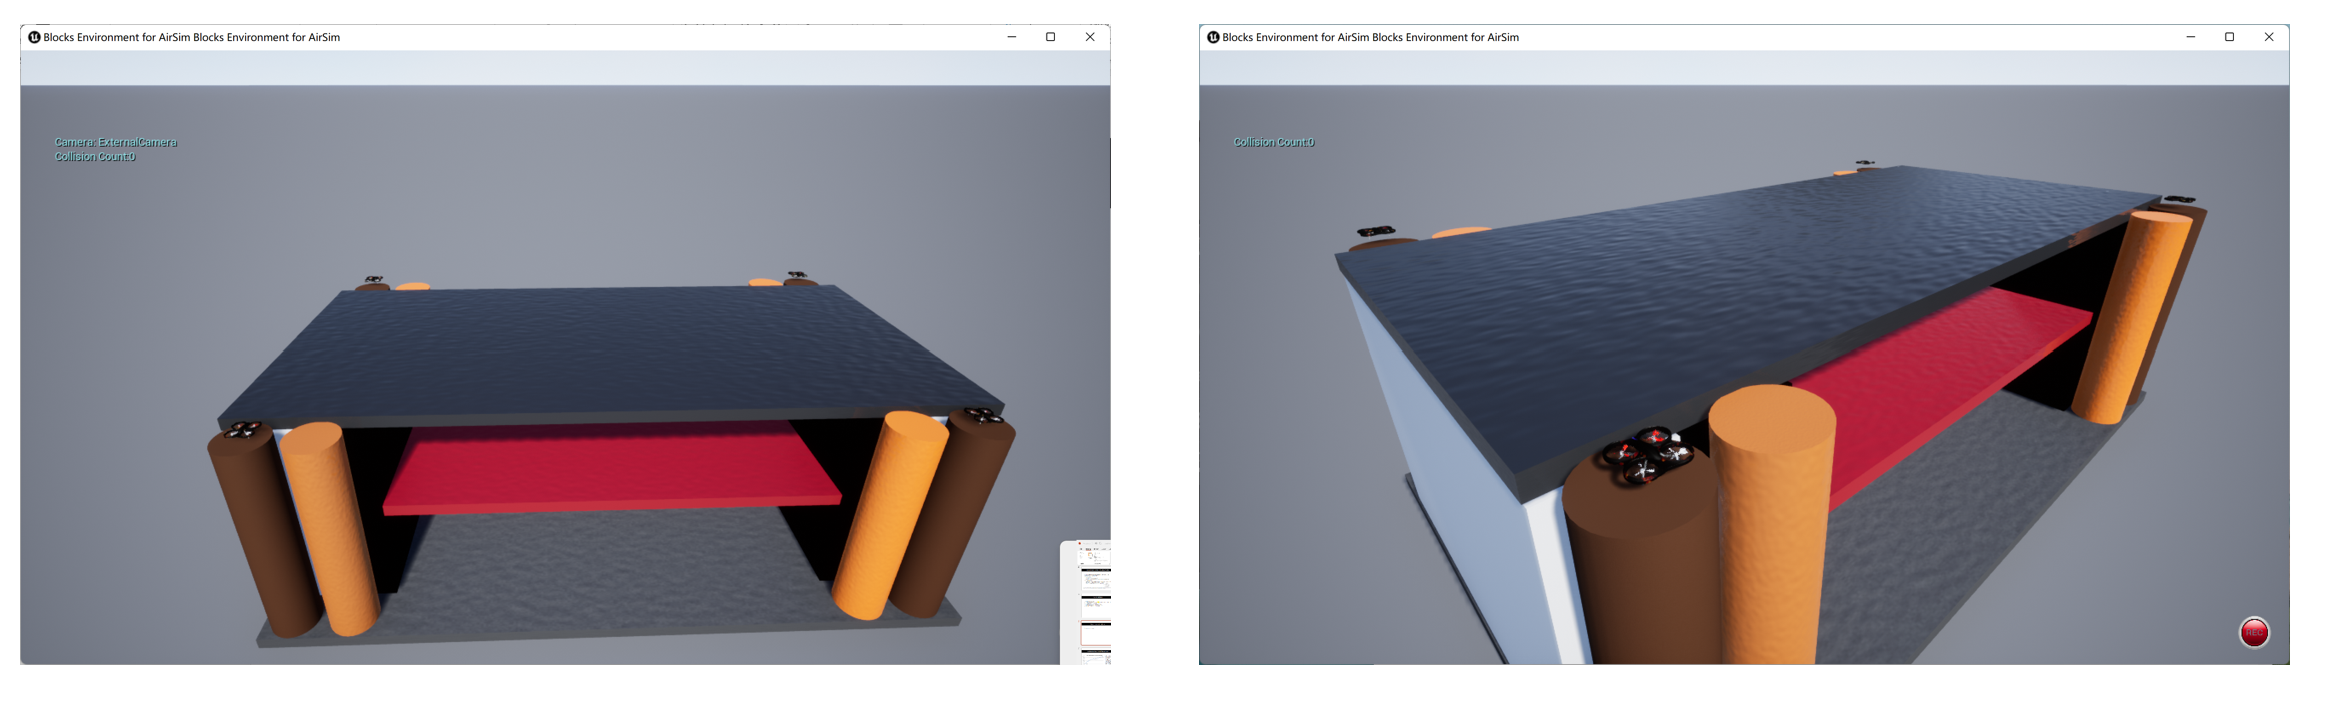 Blocks Environment for AirSim Blocks Environment for AirSim
Camera: ExternalCamera
Collision Count:0
Blocks Environment for AirSim Blocks Environment for AirSim
Collision Count:0
REC